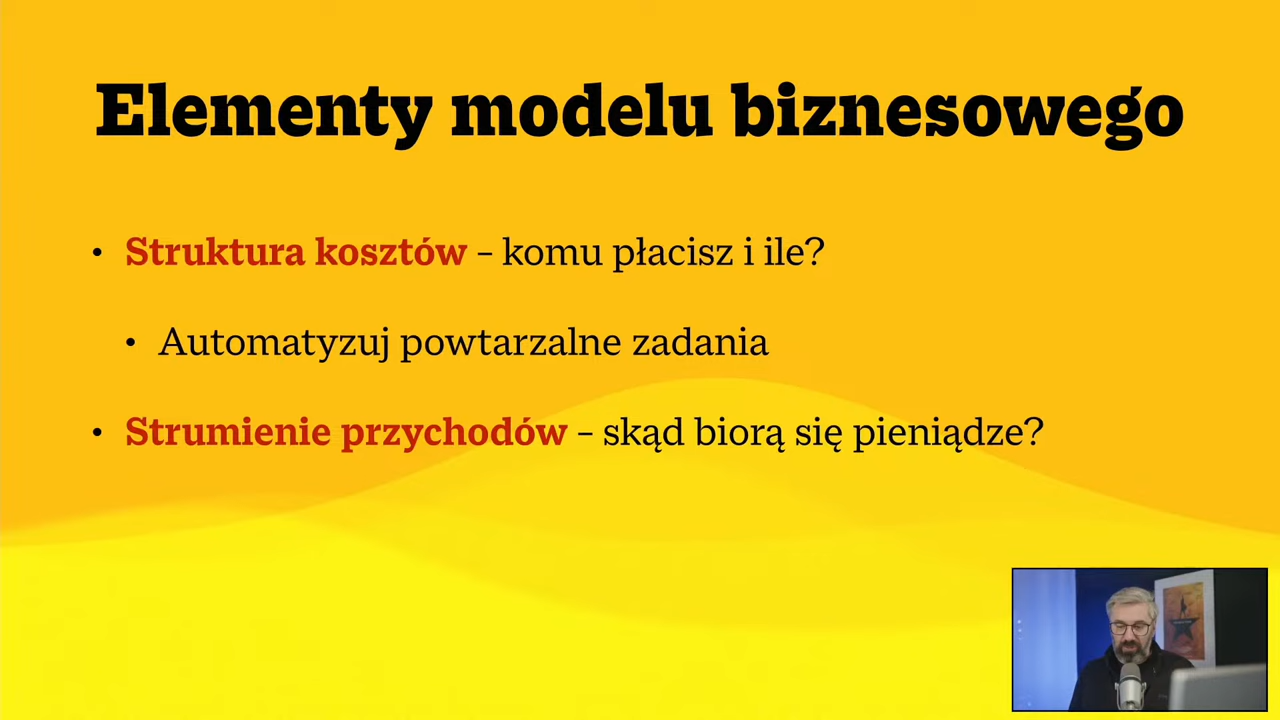 Elementy modelu biznesowego
• Struktura kosztów – komu płacisz i ile?
• Automatyzuj powtarzalne zadania
• Strumienie przychodów – skąd biorą się pieniądze?